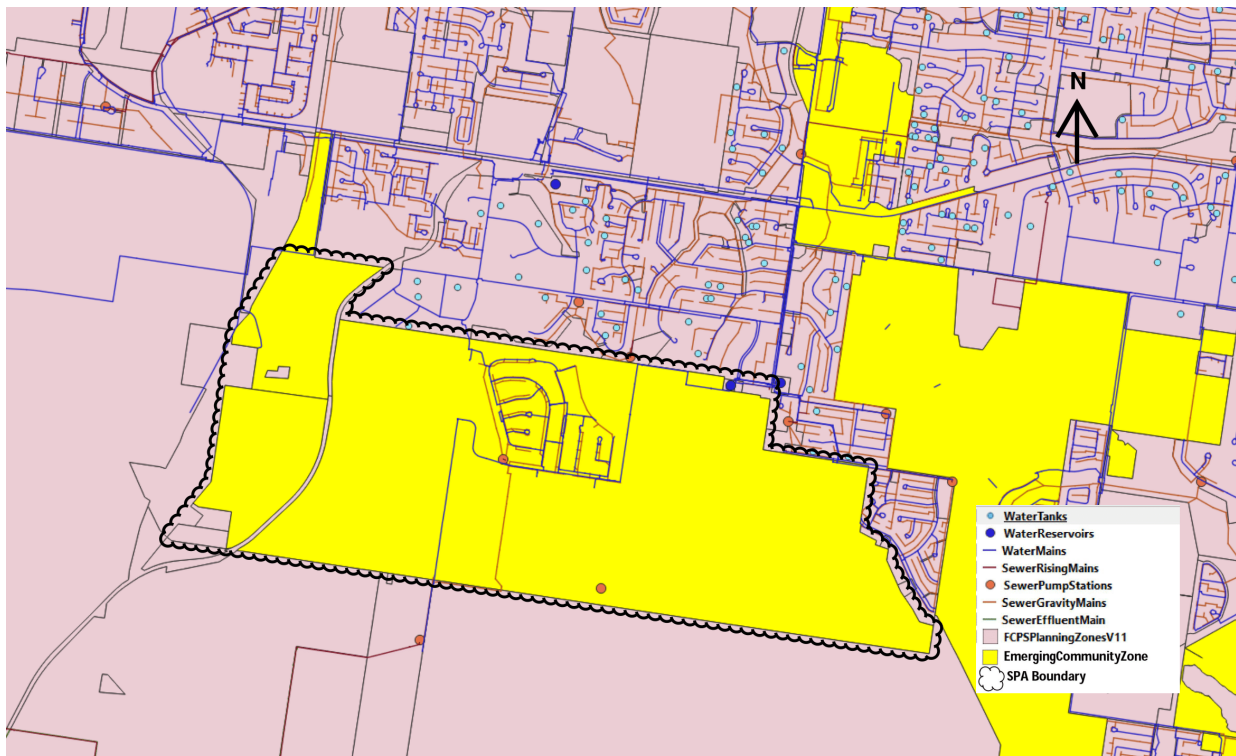 N
WaterTanks
WaterReservoirs
WaterMains
SewerRisingMains
SewerPumpStations
SewerGravityMains
SewerEffluentMain
FCPSPlanningZonesV11
EmergingCommunityZone
SPA Boundary